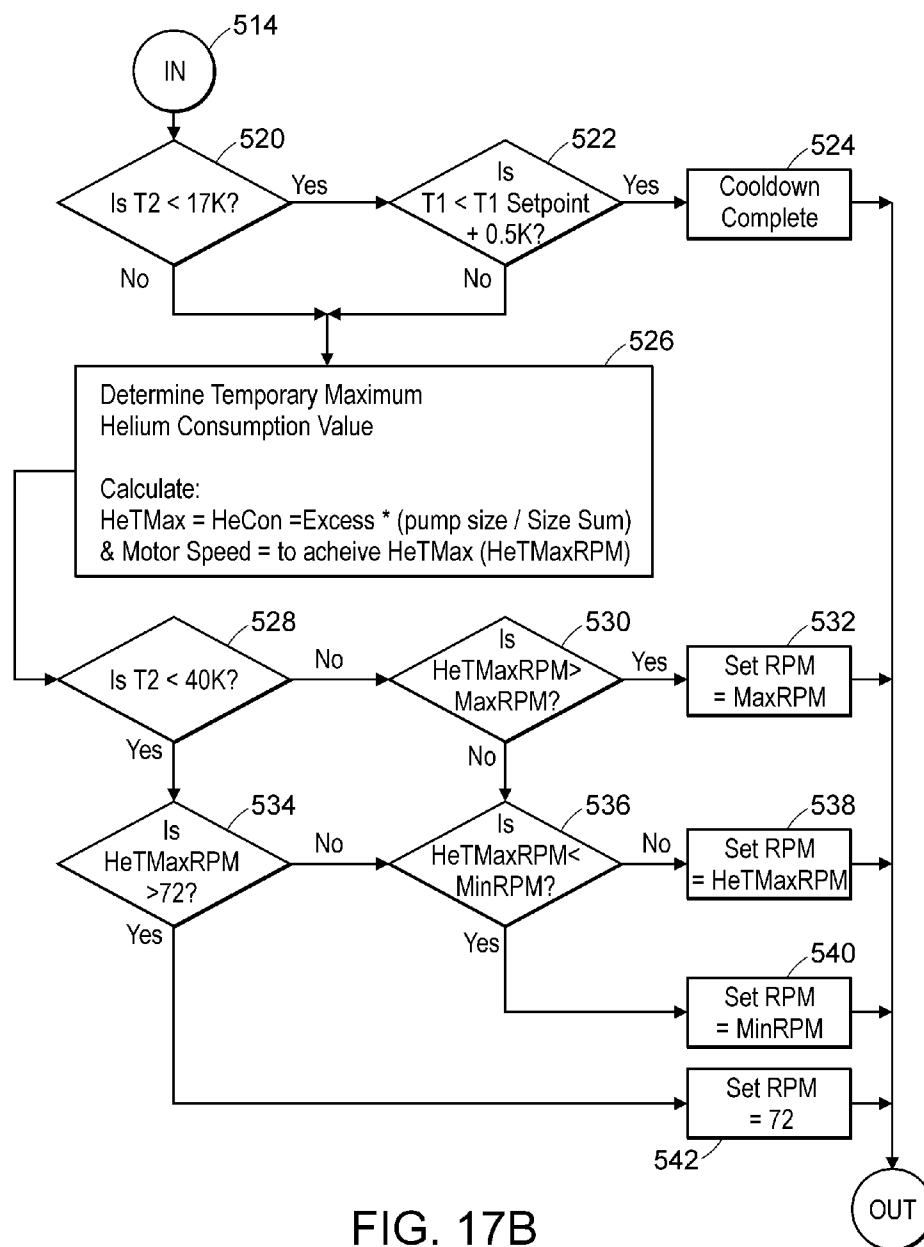 514
IN
520
522
524
Is T2 < 17K?
Yes
Is
T1 < T1 Setpoint
+ 0.5K?
Yes
Cooldown
Complete
No
No
526
Determine Temporary Maximum
Helium Consumption Value
Calculate:
HeTMax = HeCon =Excess * (pump size / Size Sum)
& Motor Speed = to acheive HeTMax (HeTMaxRPM)
528
530
532
Is T2 < 40K?
No
Is
HeTMaxRPM>
MaxRPM?
Yes
Set RPM
= MaxRPM
Yes
No
534
536
538
Is
HeTMaxRPM
>72?
No
Is
HeTMaxRPM<
MinRPM?
No
Set RPM
= HeTMaxRPM
Yes
Yes
540
Set RPM
= MinRPM
Set RPM
= 72
542
OUT
FIG. 17B